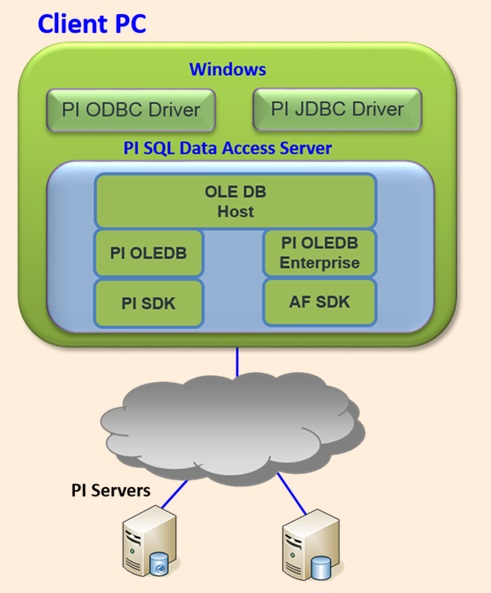 Client PC
Windows
PI ODBC Driver
PI JDBC Driver
PI SQL Data Access Server
OLE DB
Host
PI OLEDB
PI OLEDB
Enterprise
PI SDK
AF SDK
PI Servers